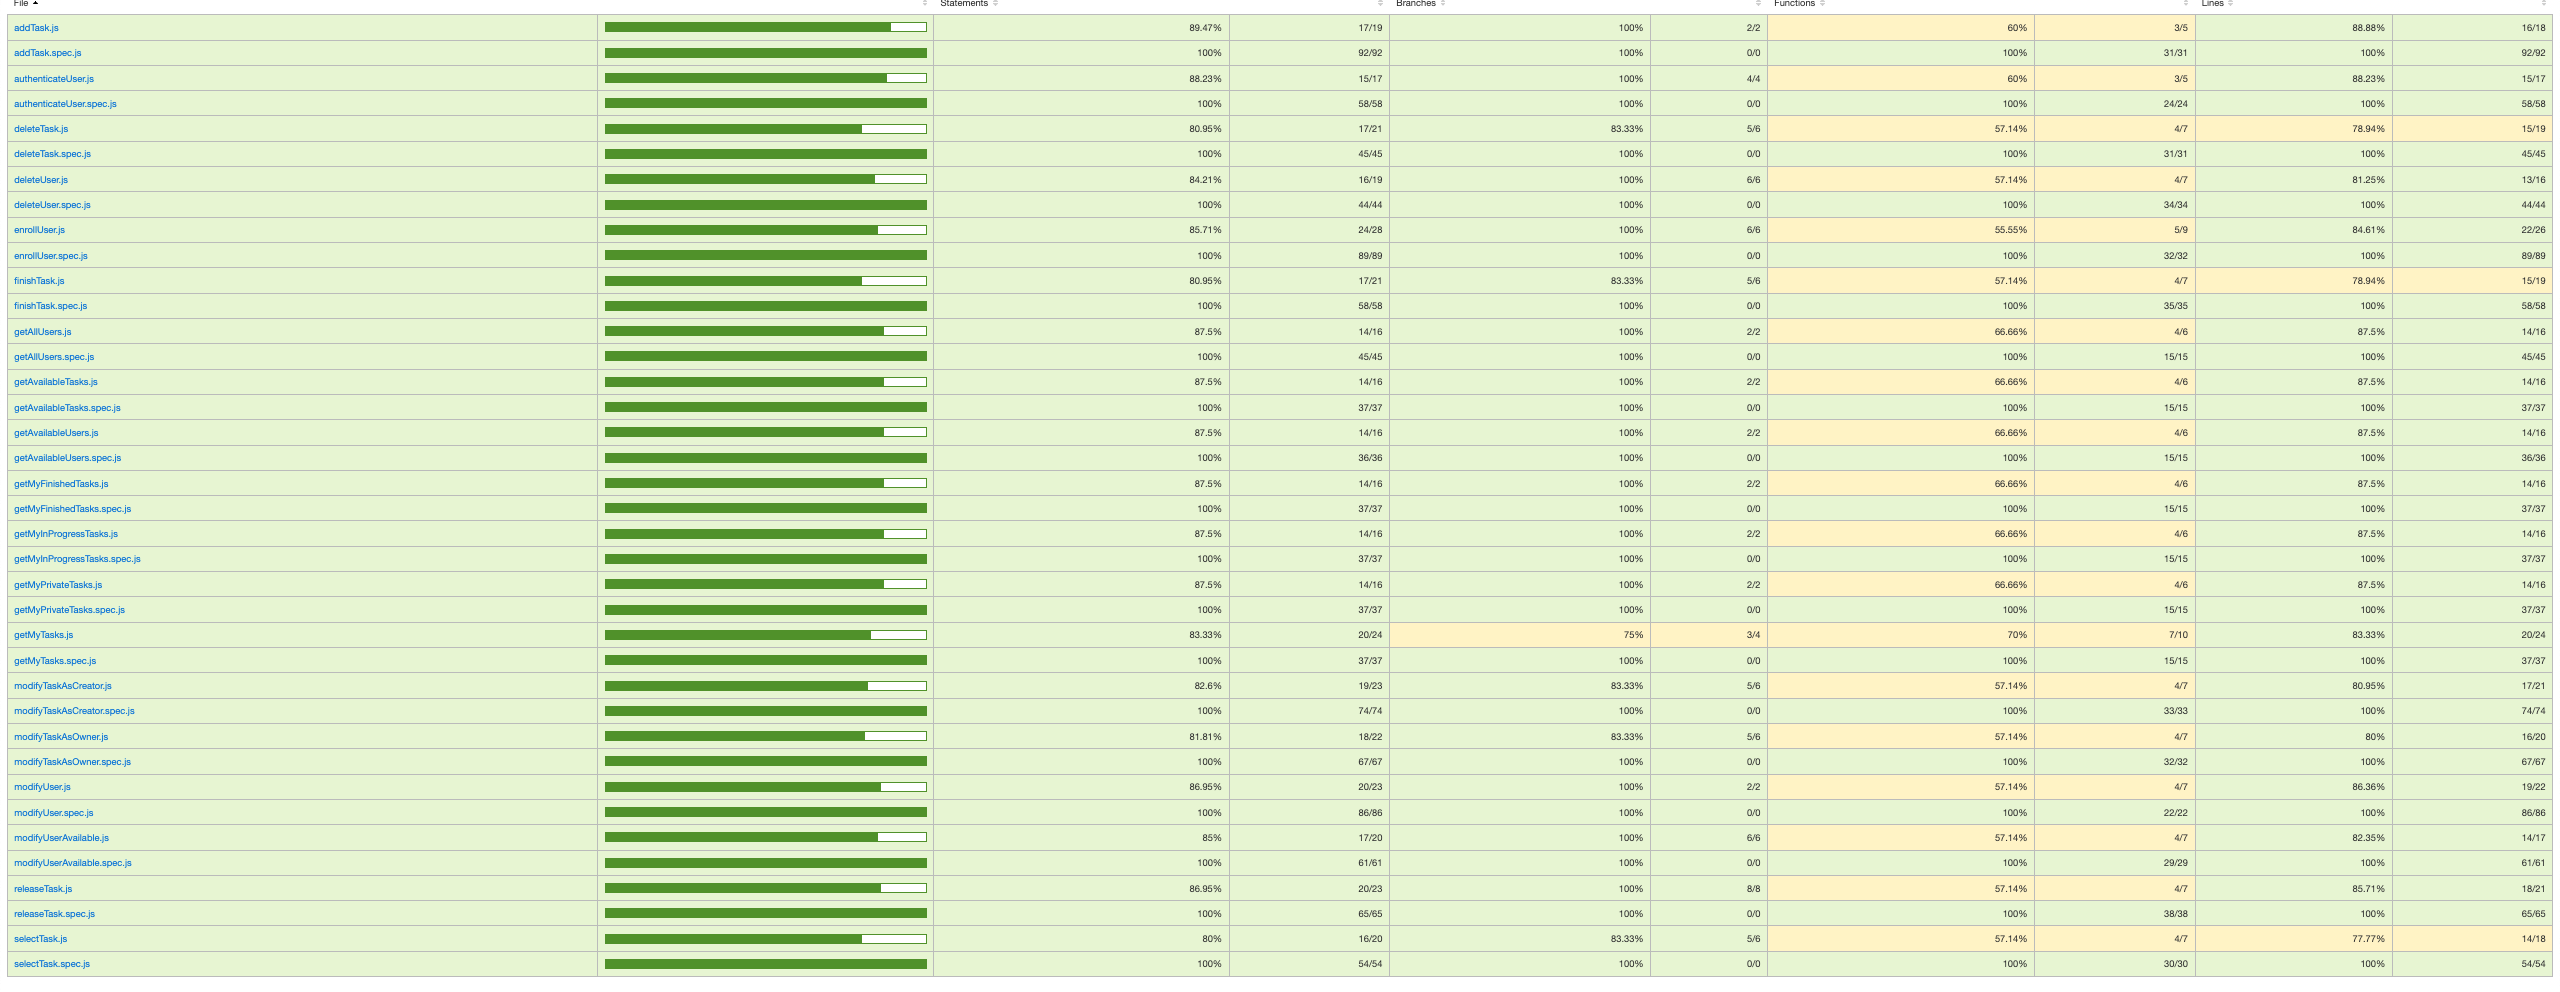 File Statements Branches Functions Lines
addTask.js 89.47% 17/19 100% 2/2 60% 3/5 88.88% 16/18
addTask.spec.js 100% 92/92 100% 0/0 100% 31/31 100% 92/92
authenticateUser.js 88.23% 15/17 100% 4/4 60% 3/5 88.23% 15/17
authenticateUser.spec.js 100% 58/58 100% 0/0 100% 24/24 100% 58/58
deleteTask.js 80.95% 17/21 83.33% 5/6 57.14% 4/7 78.94% 15/19
deleteTask.spec.js 100% 45/45 100% 0/0 100% 31/31 100% 45/45
deleteUser.js 84.21% 16/19 100% 6/6 57.14% 4/7 81.25% 13/16
deleteUser.spec.js 100% 44/44 100% 0/0 100% 34/34 100% 44/44
enrollUser.js 85.71% 24/28 100% 6/6 55.55% 5/9 84.61% 22/26
enrollUser.spec.js 100% 89/89 100% 0/0 100% 32/32 100% 89/89
finishTask.js 80.95% 17/21 83.33% 5/6 57.14% 4/7 78.94% 15/19
finishTask.spec.js 100% 58/58 100% 0/0 100% 35/35 100% 58/58
getAllUsers.js 87.5% 14/16 100% 2/2 66.66% 4/6 87.5% 14/16
getAllUsers.spec.js 100% 45/45 100% 0/0 100% 15/15 100% 45/45
getAvailableTasks.js 87.5% 14/16 100% 2/2 66.66% 4/6 87.5% 14/16
getAvailableTasks.spec.js 100% 37/37 100% 0/0 100% 15/15 100% 37/37
getAvailableUsers.js 87.5% 14/16 100% 2/2 66.66% 4/6 87.5% 14/16
getAvailableUsers.spec.js 100% 36/36 100% 0/0 100% 15/15 100% 36/36
getMyFinishedTasks.js 87.5% 14/16 100% 2/2 66.66% 4/6 87.5% 14/16
getMyFinishedTasks.spec.js 100% 37/37 100% 0/0 100% 15/15 100% 37/37
getMyInProgressTasks.js 87.5% 14/16 100% 2/2 66.66% 4/6 87.5% 14/16
getMyInProgressTasks.spec.js 100% 37/37 100% 0/0 100% 15/15 100% 37/37
getMyPrivateTasks.js 87.5% 14/16 100% 2/2 66.66% 4/6 87.5% 14/16
getMyPrivateTasks.spec.js 100% 37/37 100% 0/0 100% 15/15 100% 37/37
getMyTasks.js 83.33% 20/24 75% 3/4 70% 7/10 83.33% 20/24
getMyTasks.spec.js 100% 37/37 100% 0/0 100% 15/15 100% 37/37
modifyTaskAsCreator.js 82.6% 19/23 83.33% 5/6 57.14% 4/7 80.95% 17/21
modifyTaskAsCreator.spec.js 100% 74/74 100% 0/0 100% 33/33 100% 74/74
modifyTaskAsOwner.js 81.81% 18/22 83.33% 5/6 57.14% 4/7 80% 16/20
modifyTaskAsOwner.spec.js 100% 67/67 100% 0/0 100% 32/32 100% 67/67
modifyUser.js 86.95% 20/23 100% 2/2 57.14% 4/7 86.36% 19/22
modifyUser.spec.js 100% 86/86 100% 0/0 100% 22/22 100% 86/86
modifyUserAvailable.js 85% 17/20 100% 6/6 57.14% 4/7 82.35% 14/17
modifyUserAvailable.spec.js 100% 61/61 100% 0/0 100% 29/29 100% 61/61
releaseTask.js 86.95% 20/23 100% 8/8 57.14% 4/7 85.71% 18/21
releaseTask.spec.js 100% 65/65 100% 0/0 100% 38/38 100% 65/65
selectTask.js 80% 16/20 83.33% 5/6 57.14% 4/7 77.77% 14/18
selectTask.spec.js 100% 54/54 100% 0/0 100% 30/30 100% 54/54